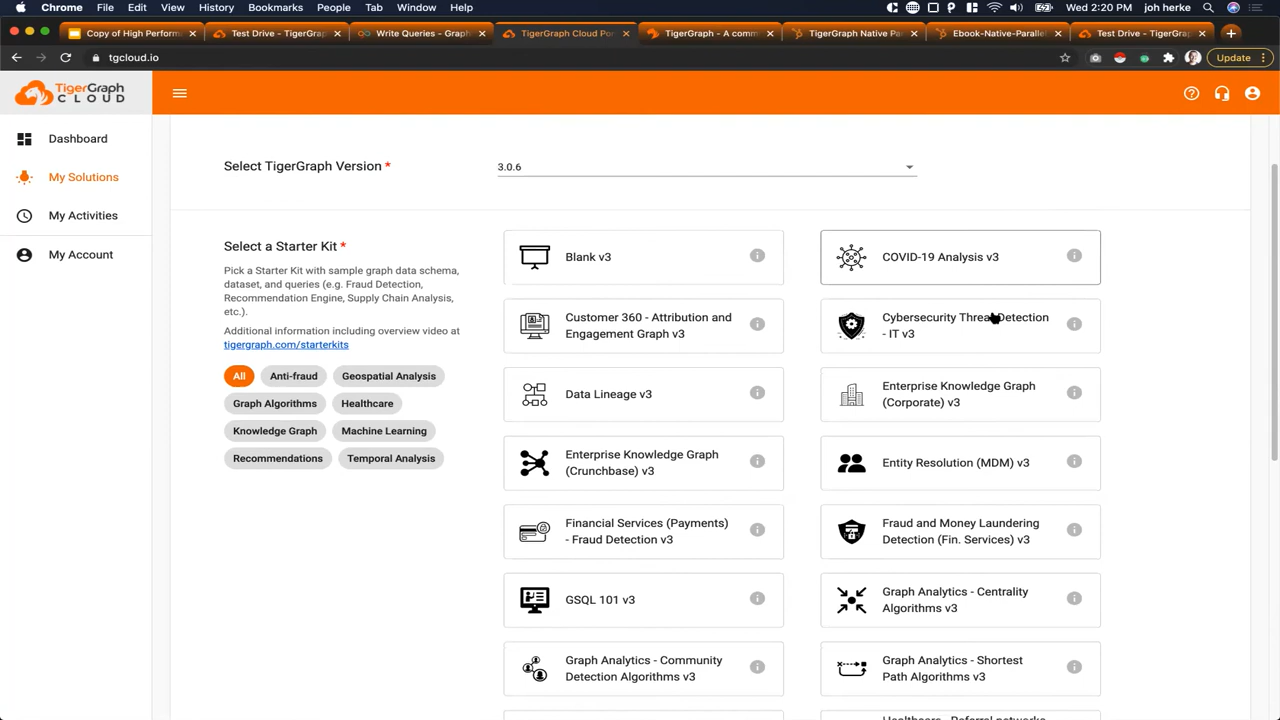 Chrome File Edit View History Bookmarks People Tab Window Help Wed 2:20 PM joh herke
Copy of High Perform Test Drive - TigerGraph Write Queries - Graph TigerGraph Cloud Por TigerGraph - A comm TigerGraph Native Par Ebook-Native-Paralle Test Drive - TigerGrap
tgcloud.io Update
TigerGraph
CLOUD
Dashboard
My Solutions
My Activities
My Account
Select TigerGraph Version * 3.0.6
Select a Starter Kit *
Pick a Starter Kit with sample graph data schema,
dataset, and queries (e.g. Fraud Detection,
Recommendation Engine, Supply Chain Analysis,
etc.).
Additional information including overview video at
tigergraph.com/starterkits
All Anti-fraud Geospatial Analysis
Graph Algorithms Healthcare
Knowledge Graph Machine Learning
Recommendations Temporal Analysis
Blank v3
COVID-19 Analysis v3
Customer 360 - Attribution and
Engagement Graph v3
Cybersecurity Threat Detection
- IT v3
Data Lineage v3
Enterprise Knowledge Graph
(Corporate) v3
Enterprise Knowledge Graph
(Crunchbase) v3
Entity Resolution (MDM) v3
Financial Services (Payments)
- Fraud Detection v3
Fraud and Money Laundering
Detection (Fin. Services) v3
GSQL 101 v3
Graph Analytics - Centrality
Algorithms v3
Graph Analytics - Community
Detection Algorithms v3
Graph Analytics - Shortest
Path Algorithms v3
Healthcare - Referral networks